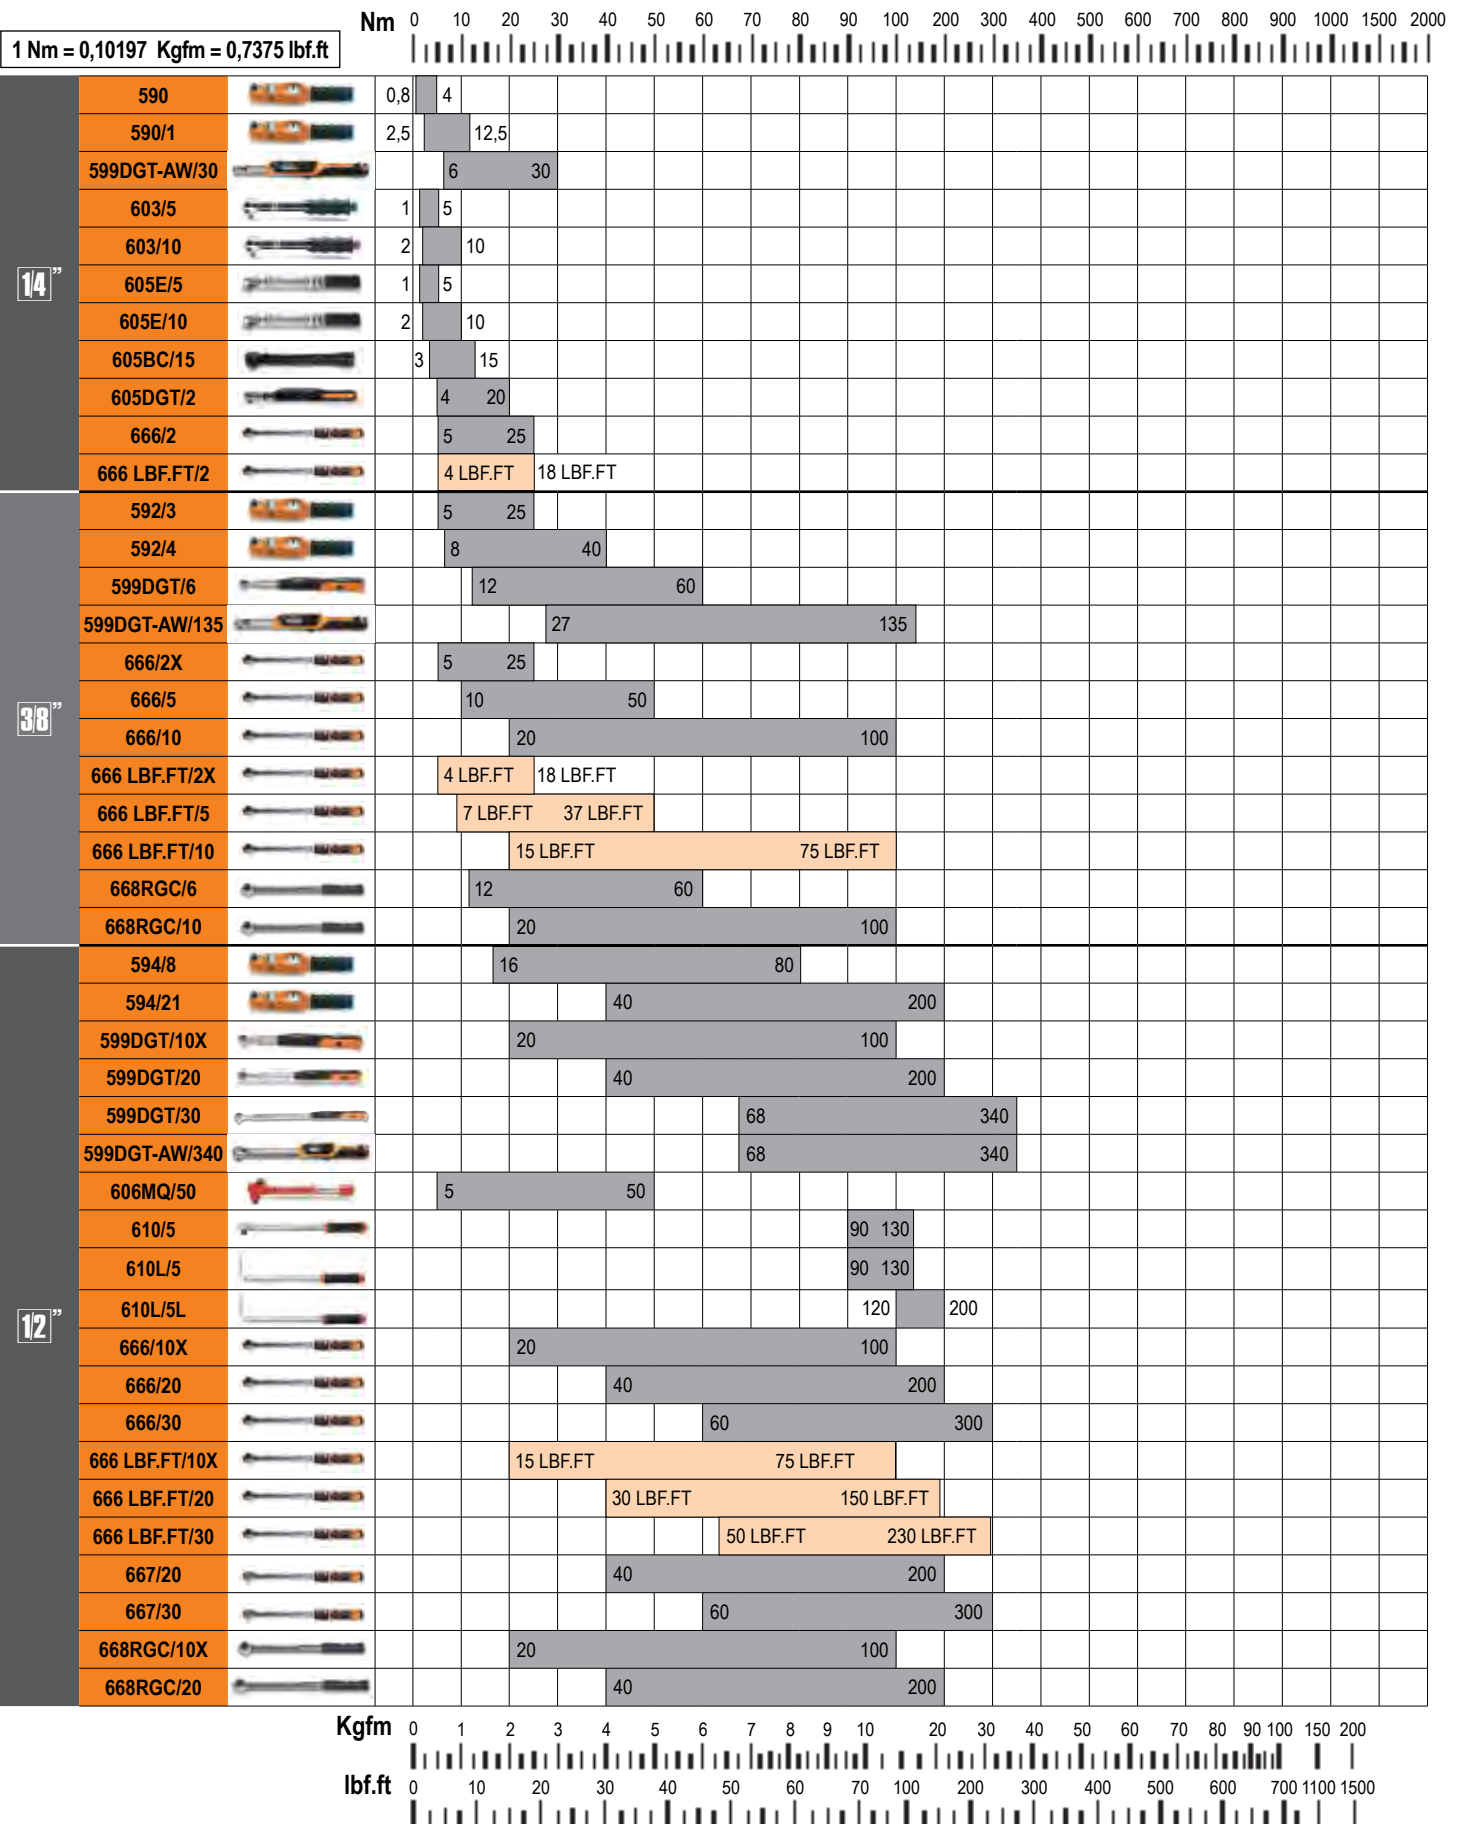 Nm 0 10 20 30 40 50 60 70 80 90 100 200 300 400 500 600 700 800 900 1000 1500 2000
1 Nm = 0,10197 Kgfm = 0,7375 lbf.ft
1/4”
590 0,8 4
590/1 2,5 12,5
599DGT-AW/30 6 30
603/5 1 5
603/10 2 10
605E/5 1 5
605E/10 2 10
605BC/15 3 15
605DGT/2 4 20
666/2 5 25
666 LBF.FT/2 4 LBF.FT 18 LBF.FT
3/8”
592/3 5 25
592/4 8 40
599DGT/6 12 60
599DGT-AW/135 27 135
666/2X 5 25
666/5 10 50
666/10 20 100
666 LBF.FT/2X 4 LBF.FT 18 LBF.FT
666 LBF.FT/5 7 LBF.FT 37 LBF.FT
666 LBF.FT/10 15 LBF.FT 75 LBF.FT
668RGC/6 12 60
668RGC/10 20 100
1/2”
594/8 16 80
594/21 40 200
599DGT/10X 20 100
599DGT/20 40 200
599DGT/30 68 340
599DGT-AW/340 68 340
606MQ/50 5 50
610/5 90 130
610L/5 90 130
610L/5L 120 200
666/10X 20 100
666/20 40 200
666/30 60 300
666 LBF.FT/10X 15 LBF.FT 75 LBF.FT
666 LBF.FT/20 30 LBF.FT 150 LBF.FT
666 LBF.FT/30 50 LBF.FT 230 LBF.FT
667/20 40 200
667/30 60 300
668RGC/10X 20 100
668RGC/20 40 200
Kgfm 0 1 2 3 4 5 6 7 8 9 10 20 30 40 50 60 70 80 90 100 150 200
lbf.ft 0 10 20 30 40 50 60 70 100 200 300 400 500 600 700 1100 1500